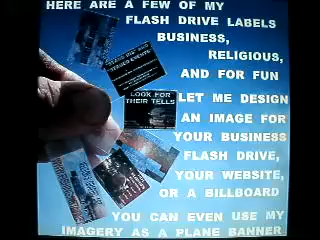 HERE ARE A FEW OF MY
FLASH DRIVE LABELS
BUSINESS,
RELIGIOUS,
AND FOR FUN
LOOK FOR
THEIR TELLS
LET ME DESIGN
AN IMAGE FOR
YOUR BUSINESS
FLASH DRIVE,
YOUR WEBSITE,
OR A BILLBOARD
YOU CAN EVEN USE MY
IMAGERY AS A PLANE BANNER